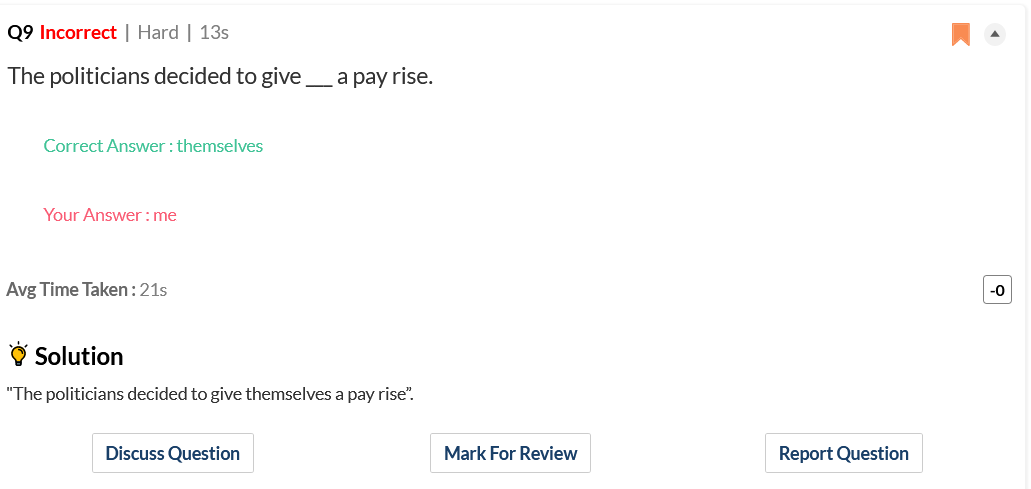 Q9 Incorrect | Hard | 13s
The politicians decided to give ___ a pay rise.
Correct Answer : themselves
Your Answer : me
Avg Time Taken : 21s
-0
Solution
"The politicians decided to give themselves a pay rise”.
Discuss Question
Mark For Review
Report Question